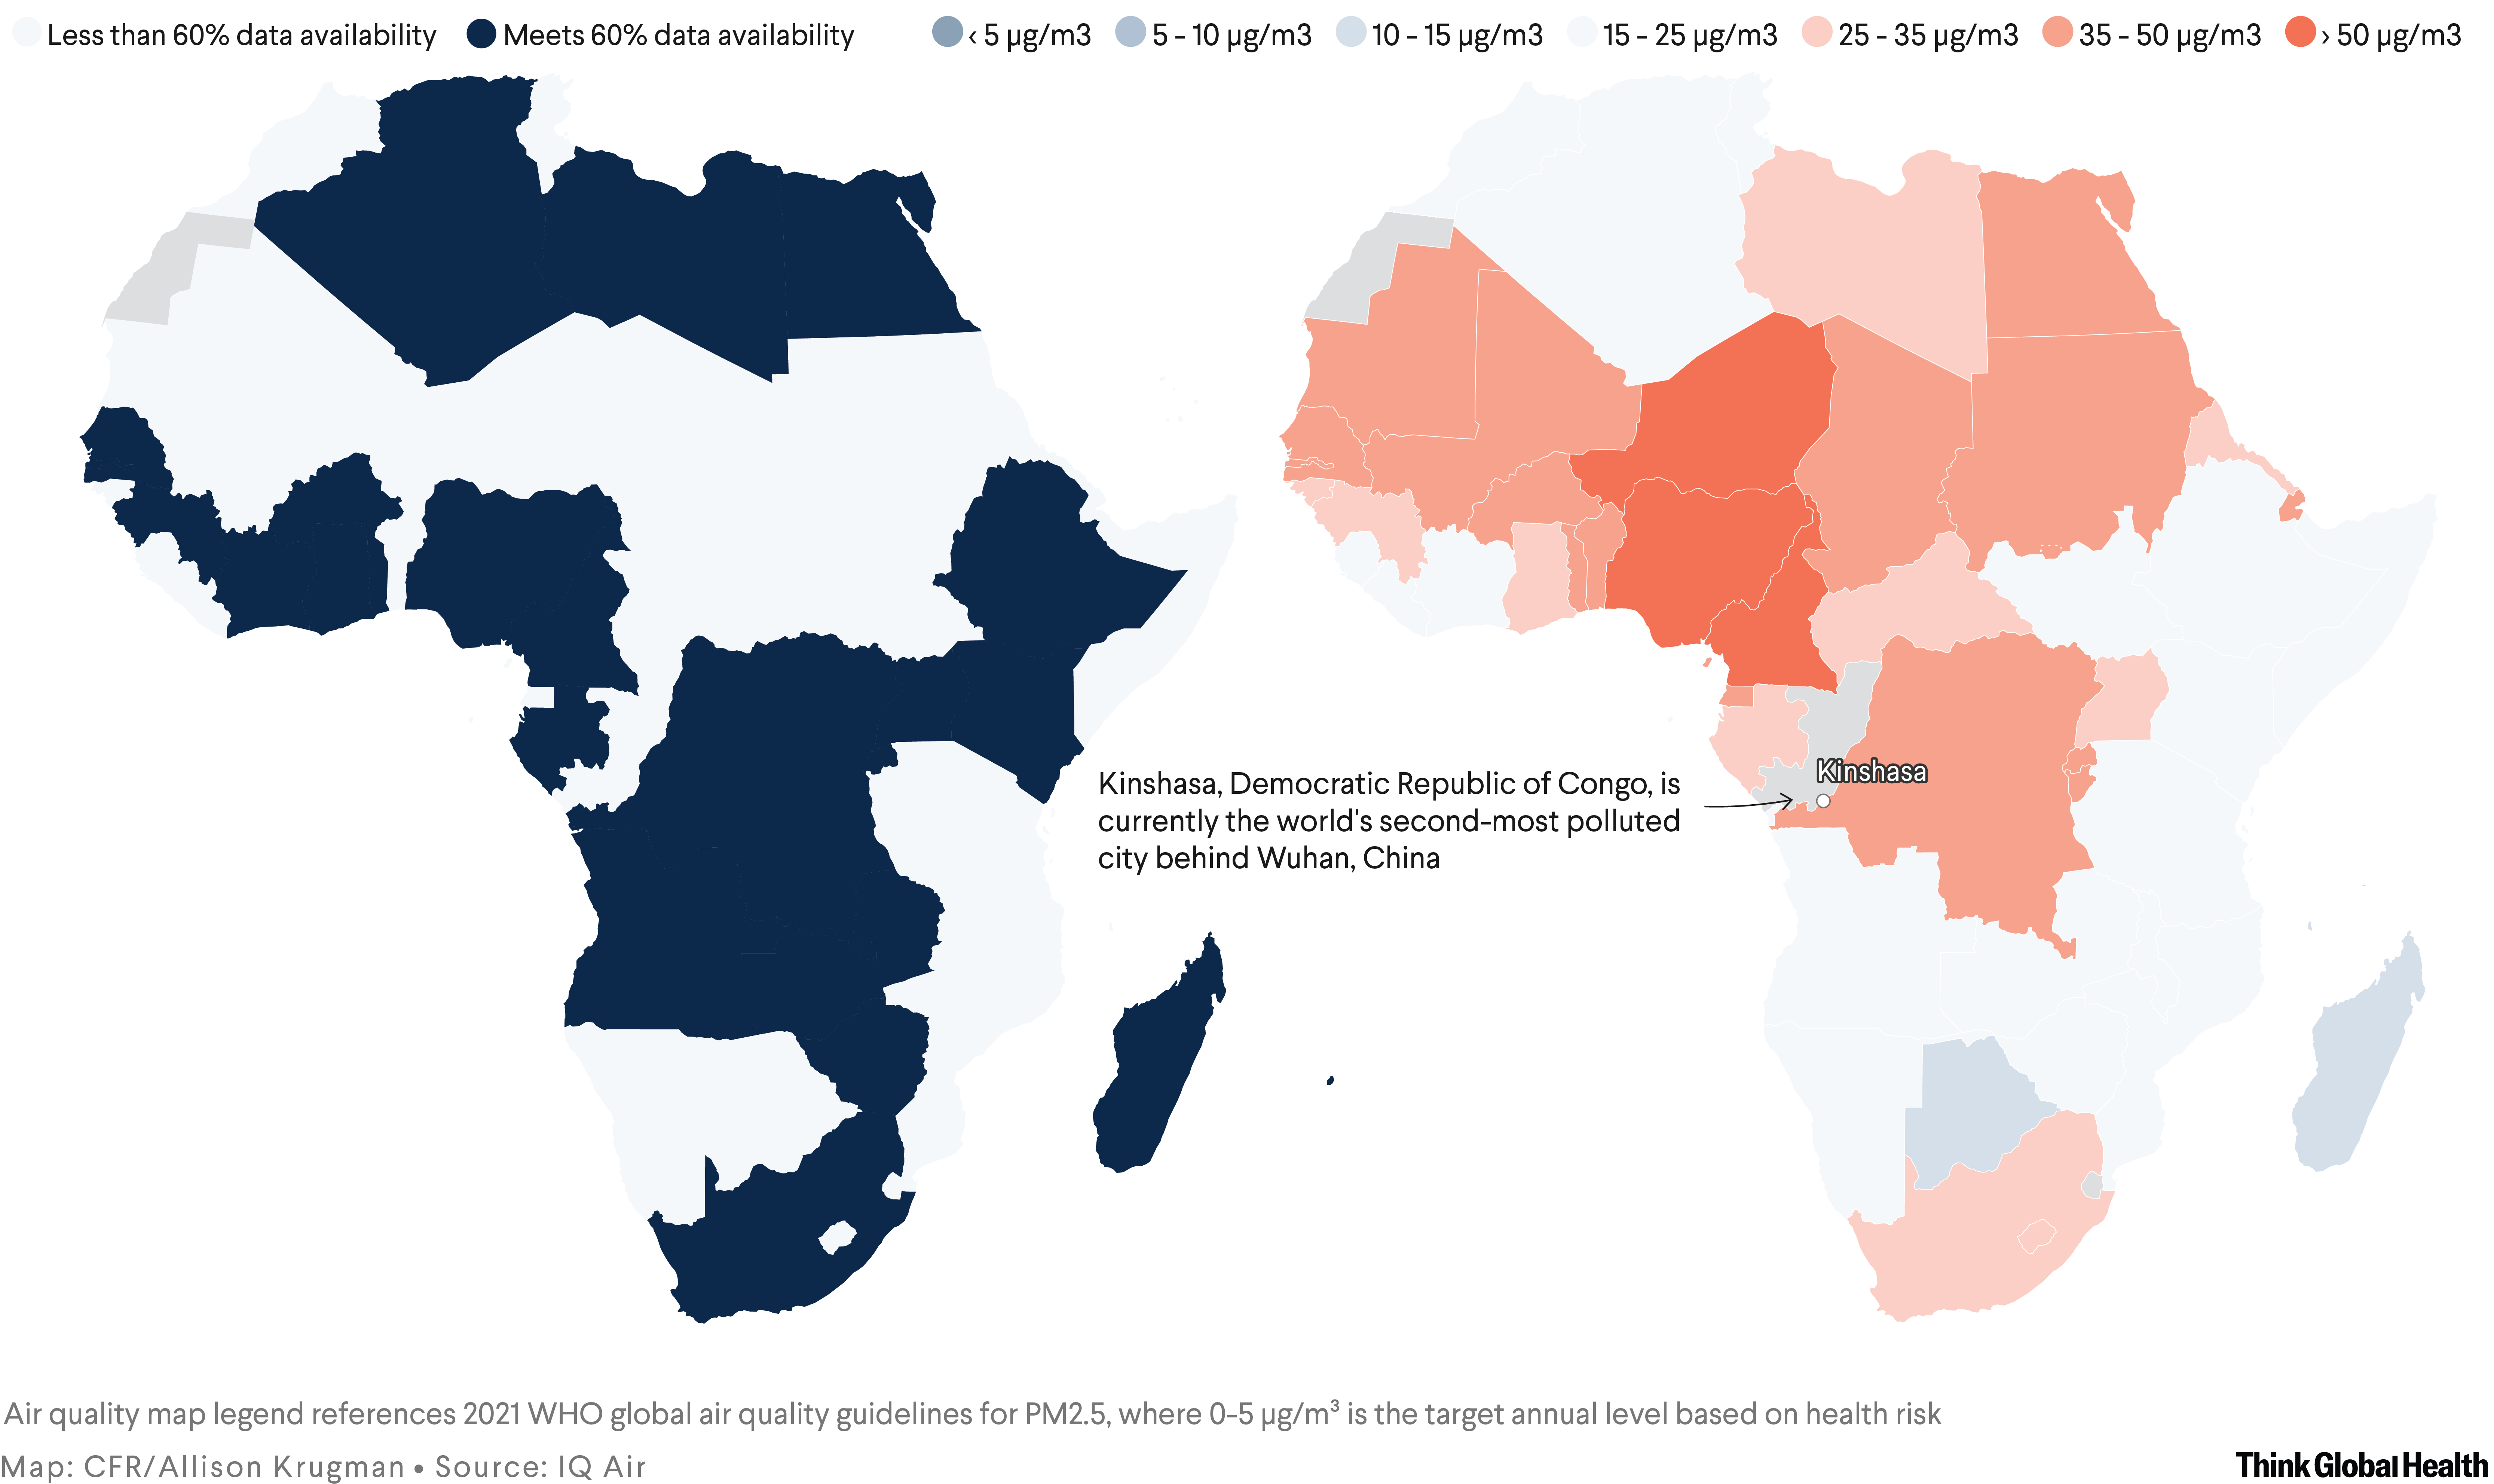 Less than 60% data availability
Meets 60% data availability
< 5 µg/m3
5 - 10 µg/m3
10 - 15 µg/m3
15 - 25 µg/m3
25 - 35 µg/m3
35 - 50 µg/m3
> 50 µg/m3
Kinshasa
Kinshasa, Democratic Republic of Congo, is
currently the world's second-most polluted
city behind Wuhan, China
Air quality map legend references 2021 WHO global air quality guidelines for PM2.5, where 0-5 µg/m³ is the target annual level based on health risk
Map: CFR/Allison Krugman • Source: IQ Air
Think Global Health